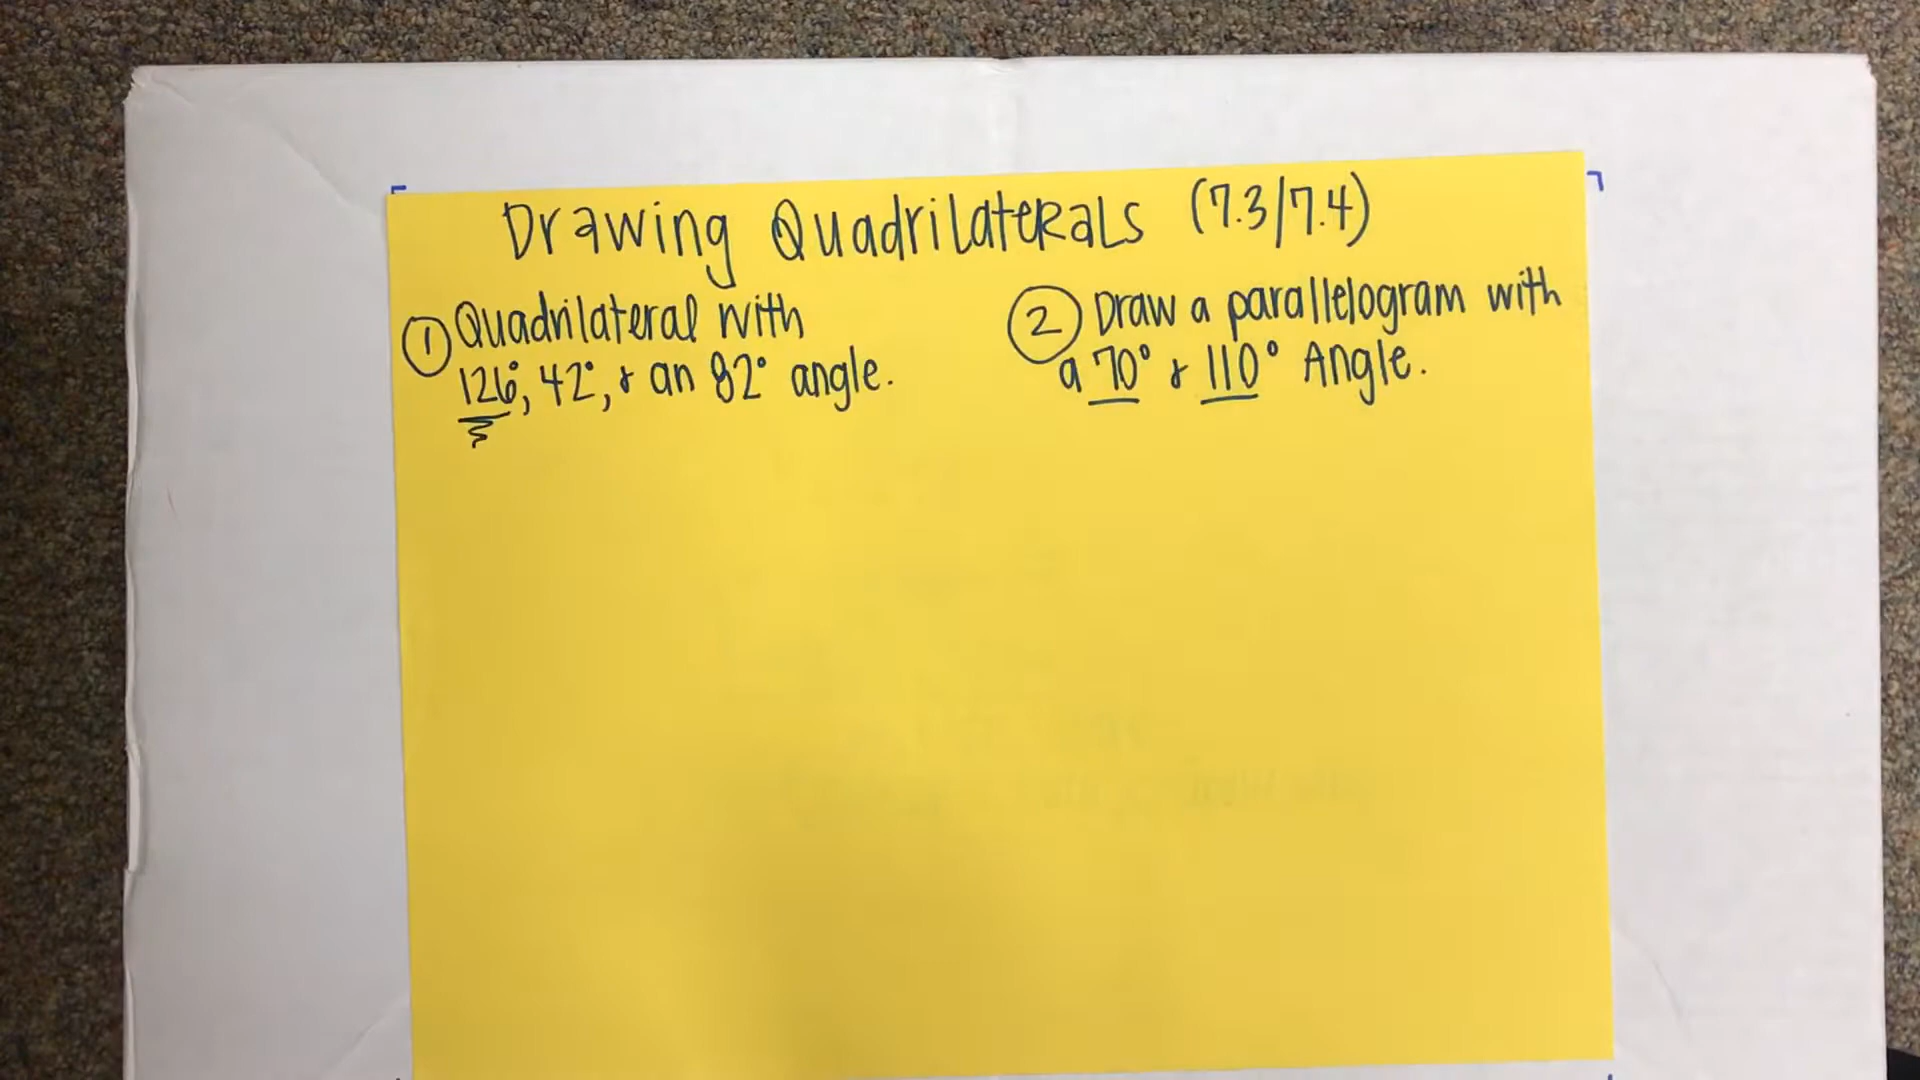 Drawing Quadrilaterals (7.3/7.4)
① Quadrilateral with
126°, 42°, & an 82° angle.
② Draw a parallelogram with
a 70° & 110° Angle.